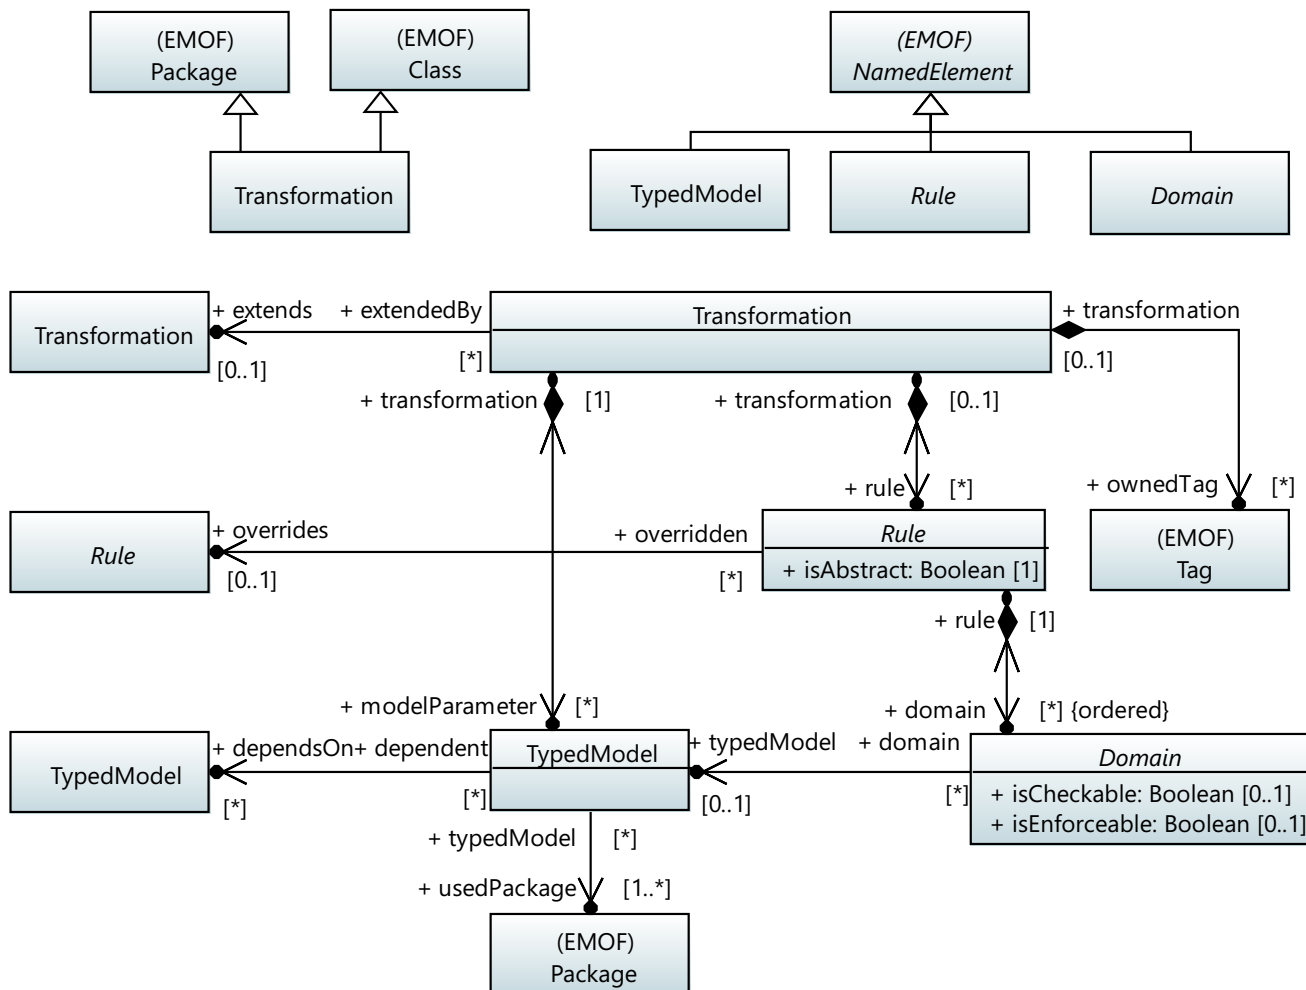 (EMOF)
Package
(EMOF)
Class
(EMOF)
NamedElement
Transformation
TypedModel
Rule
Domain
Transformation
+ extends
+ extendedBy
[0..1]
[*]
Transformation
+ transformation
[0..1]
+ transformation
[1]
+ transformation
[0..1]
+ rule
[*]
+ ownedTag
[*]
Rule
+ overrides
[0..1]
+ overridden
[*]
Rule
+ isAbstract: Boolean [1]
(EMOF)
Tag
+ rule
[1]
+ modelParameter
[*]
+ domain
[*] {ordered}
TypedModel
+ dependsOn
+ dependent
[*]
[*]
TypedModel
+ typedModel
+ domain
[0..1]
[*]
Domain
+ isCheckable: Boolean [0..1]
+ isEnforceable: Boolean [0..1]
+ typedModel
[*]
+ usedPackage
[1..*]
(EMOF)
Package